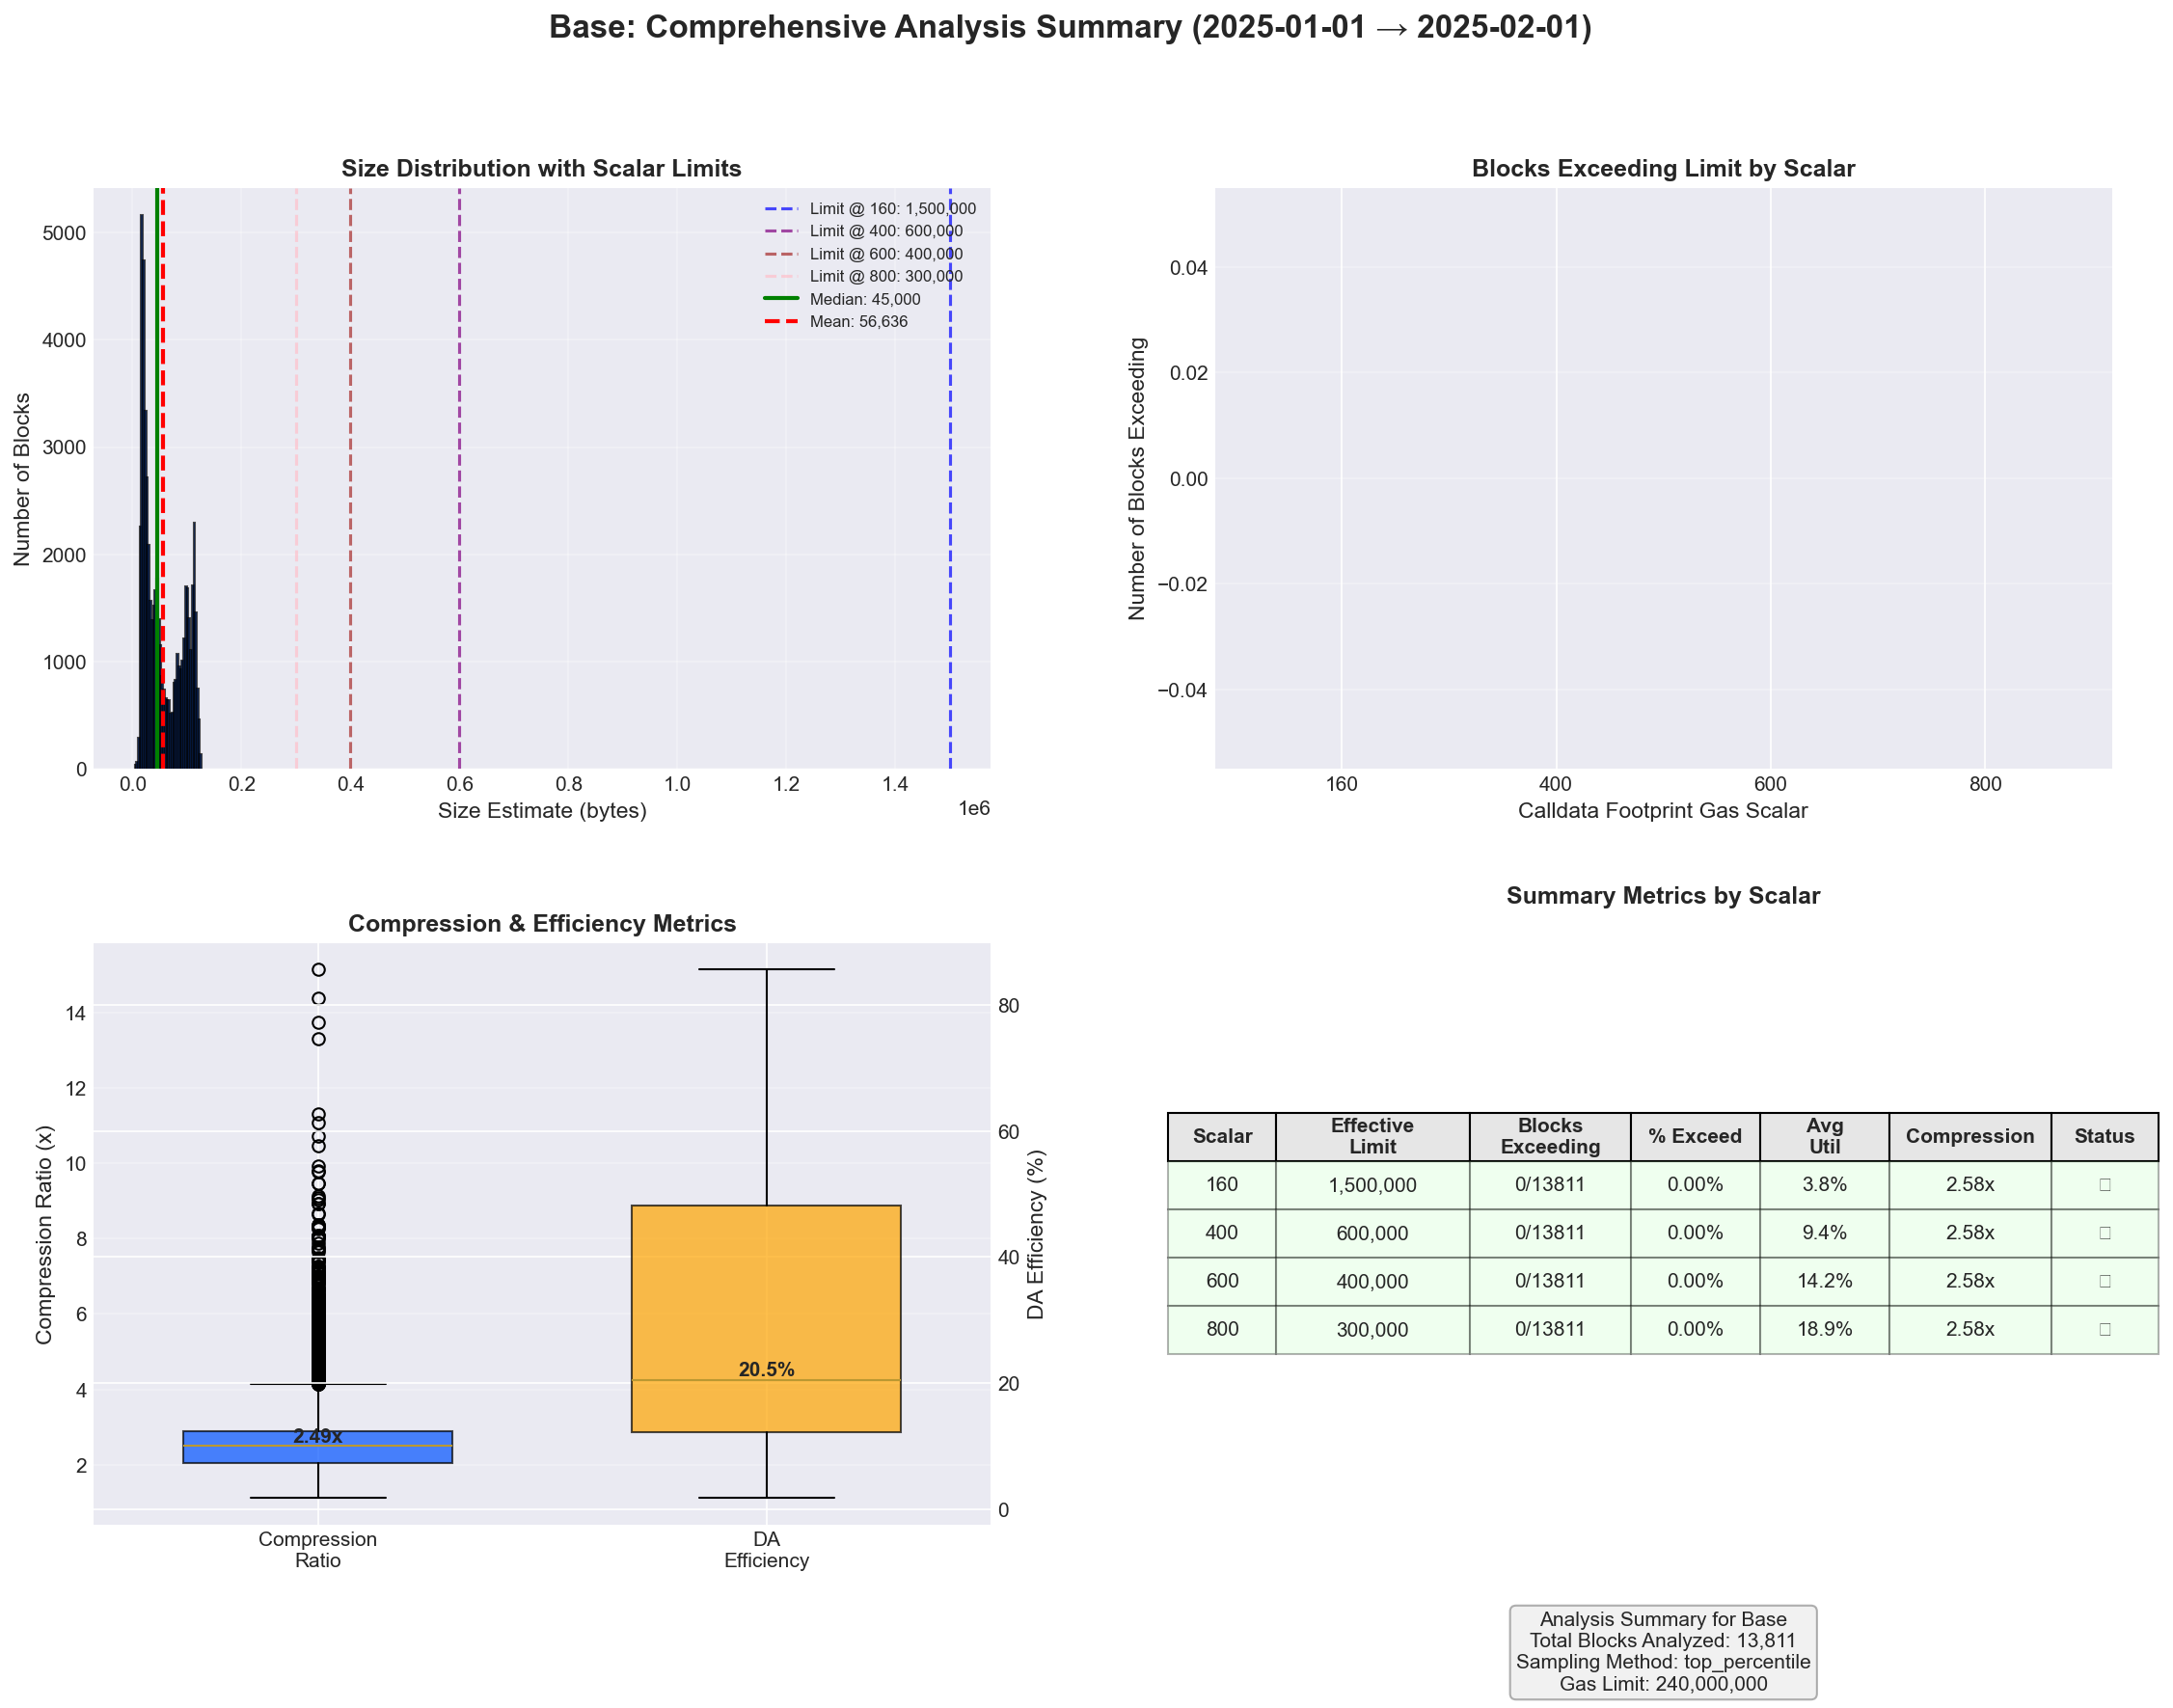 Base: Comprehensive Analysis Summary (2025-01-01 → 2025-02-01)
Size Distribution with Scalar Limits
Number of Blocks
5000
4000
3000
2000
1000
0
Limit @ 160: 1,500,000
Limit @ 400: 600,000
Limit @ 600: 400,000
Limit @ 800: 300,000
Median: 45,000
Mean: 56,636
0.0 0.2 0.4 0.6 0.8 1.0 1.2 1.4
1e6
Size Estimate (bytes)
Blocks Exceeding Limit by Scalar
Number of Blocks Exceeding
0.04
0.02
0.00
−0.02
−0.04
160 400 600 800
Calldata Footprint Gas Scalar
Compression & Efficiency Metrics
Compression Ratio (x)
14
12
10
8
6
4
2
2.49x
20.5%
80
60
40
20
0
DA Efficiency (%)
Compression
Ratio
DA
Efficiency
Summary Metrics by Scalar
Scalar Effective Limit Blocks Exceeding % Exceed Avg Util Compression Status
160 1,500,000 0/13811 0.00% 3.8% 2.58x
400 600,000 0/13811 0.00% 9.4% 2.58x
600 400,000 0/13811 0.00% 14.2% 2.58x
800 300,000 0/13811 0.00% 18.9% 2.58x
Analysis Summary for Base
Total Blocks Analyzed: 13,811
Sampling Method: top_percentile
Gas Limit: 240,000,000